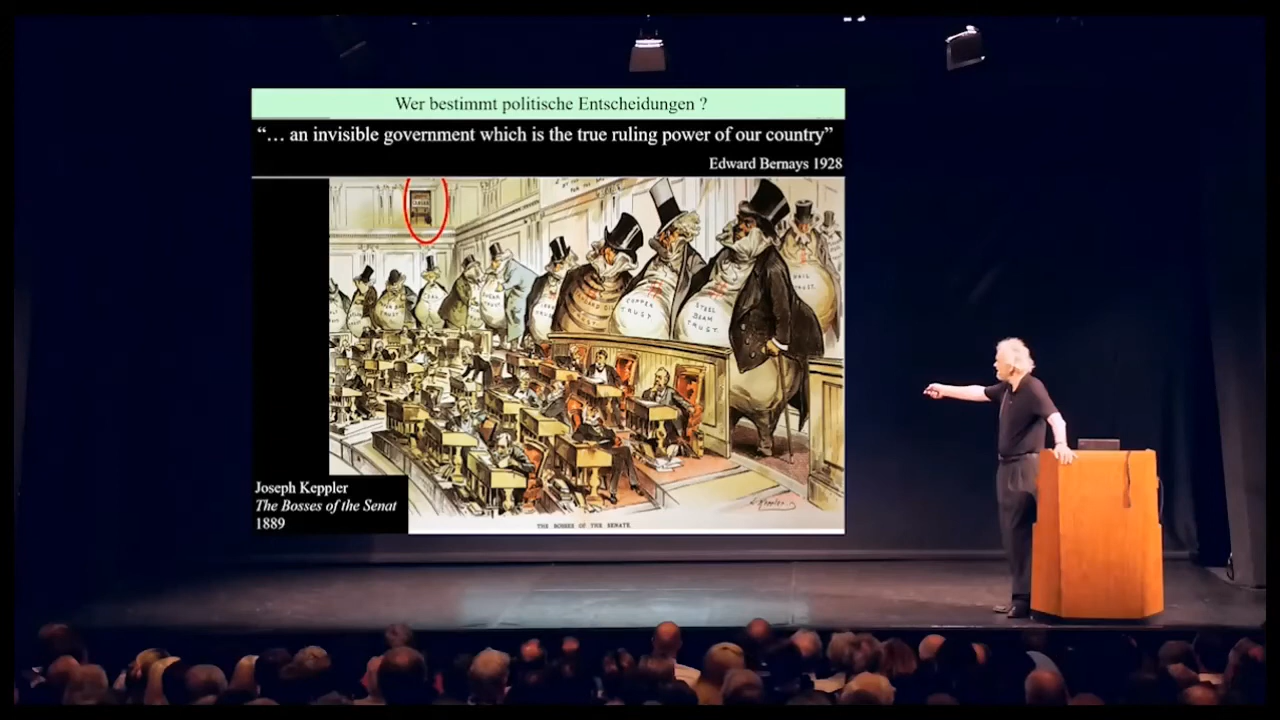 Wer bestimmt politische Entscheidungen ?
“… an invisible government which is the true ruling power of our country”
Edward Bernays 1928
COPPER
TRUST
STEEL
BEAM
TRUST.
Joseph Keppler
The Bosses of the Senat
1889
THE BOSSES OF THE SENATE.